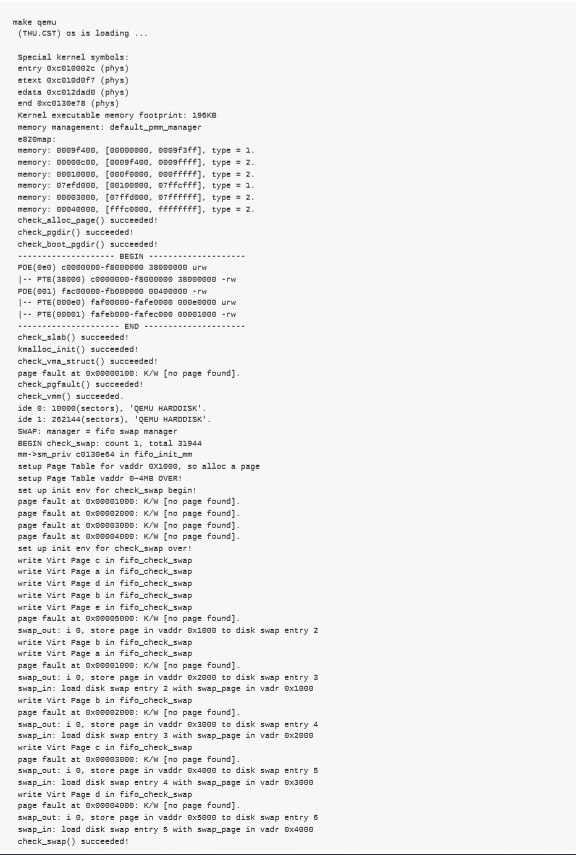 make qemu
(THU.CST) os is loading ...
Special kernel symbols:
entry 0xc010002c (phys)
etext 0xc010d0f7 (phys)
edata 0xc012dad0 (phys)
end 0xc0130e78 (phys)
Kernel executable memory footprint: 196KB
memory management: default_pmm_manager
e820map:
memory: 0009f400, [00000000, 0009f3ff], type = 1.
memory: 00000c00, [0009f400, 0009ffff], type = 2.
memory: 00010000, [000f0000, 000fffff], type = 2.
memory: 07efd000, [00100000, 07ffcfff], type = 1.
memory: 00003000, [07ffd000, 07ffffff], type = 2.
memory: 00040000, [fffc0000, ffffffff], type = 2.
check_alloc_page() succeeded!
check_pgdir() succeeded!
check_boot_pgdir() succeeded!
-------------------- BEGIN --------------------
PDE(0e0) c0000000-f8000000 38000000 urw
|-- PTE(38000) c0000000-f8000000 38000000 -rw
PDE(001) fac00000-fb000000 00400000 -rw
|-- PTE(000e0) faf00000-fafe0000 000e0000 urw
|-- PTE(00001) fafeb000-fafec000 00001000 -rw
--------------------- END ---------------------
check_slab() succeeded!
kmalloc_init() succeeded!
check_vma_struct() succeeded!
page fault at 0x00000100: K/W [no page found].
check_pgfault() succeeded!
check_vmm() succeeded.
ide 0: 10000(sectors), 'QEMU HARDDISK'.
ide 1: 262144(sectors), 'QEMU HARDDISK'.
SWAP: manager = fifo swap manager
BEGIN check_swap: count 1, total 31944
mm->sm_priv c0130e64 in fifo_init_mm
setup Page Table for vaddr 0X1000, so alloc a page
setup Page Table vaddr 0~4MB OVER!
set up init env for check_swap begin!
page fault at 0x00001000: K/W [no page found].
page fault at 0x00002000: K/W [no page found].
page fault at 0x00003000: K/W [no page found].
page fault at 0x00004000: K/W [no page found].
set up init env for check_swap over!
write Virt Page c in fifo_check_swap
write Virt Page a in fifo_check_swap
write Virt Page d in fifo_check_swap
write Virt Page b in fifo_check_swap
write Virt Page e in fifo_check_swap
page fault at 0x00005000: K/W [no page found].
swap_out: i 0, store page in vaddr 0x1000 to disk swap entry 2
write Virt Page b in fifo_check_swap
write Virt Page a in fifo_check_swap
page fault at 0x00001000: K/W [no page found].
swap_out: i 0, store page in vaddr 0x2000 to disk swap entry 3
swap_in: load disk swap entry 2 with swap_page in vadr 0x1000
write Virt Page b in fifo_check_swap
page fault at 0x00002000: K/W [no page found].
swap_out: i 0, store page in vaddr 0x3000 to disk swap entry 4
swap_in: load disk swap entry 3 with swap_page in vadr 0x2000
write Virt Page c in fifo_check_swap
page fault at 0x00003000: K/W [no page found].
swap_out: i 0, store page in vaddr 0x4000 to disk swap entry 5
swap_in: load disk swap entry 4 with swap_page in vadr 0x3000
write Virt Page d in fifo_check_swap
page fault at 0x00004000: K/W [no page found].
swap_out: i 0, store page in vaddr 0x5000 to disk swap entry 6
swap_in: load disk swap entry 5 with swap_page in vadr 0x4000
check_swap() succeeded!